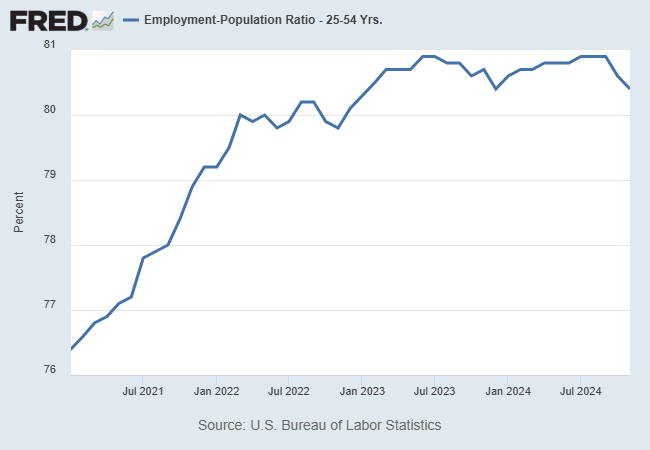 FRED Employment-Population Ratio - 25-54 Yrs.
81
80
79
78
77
76
Percent
Jul 2021 Jan 2022 Jul 2022 Jan 2023 Jul 2023 Jan 2024 Jul 2024
Source: U.S. Bureau of Labor Statistics